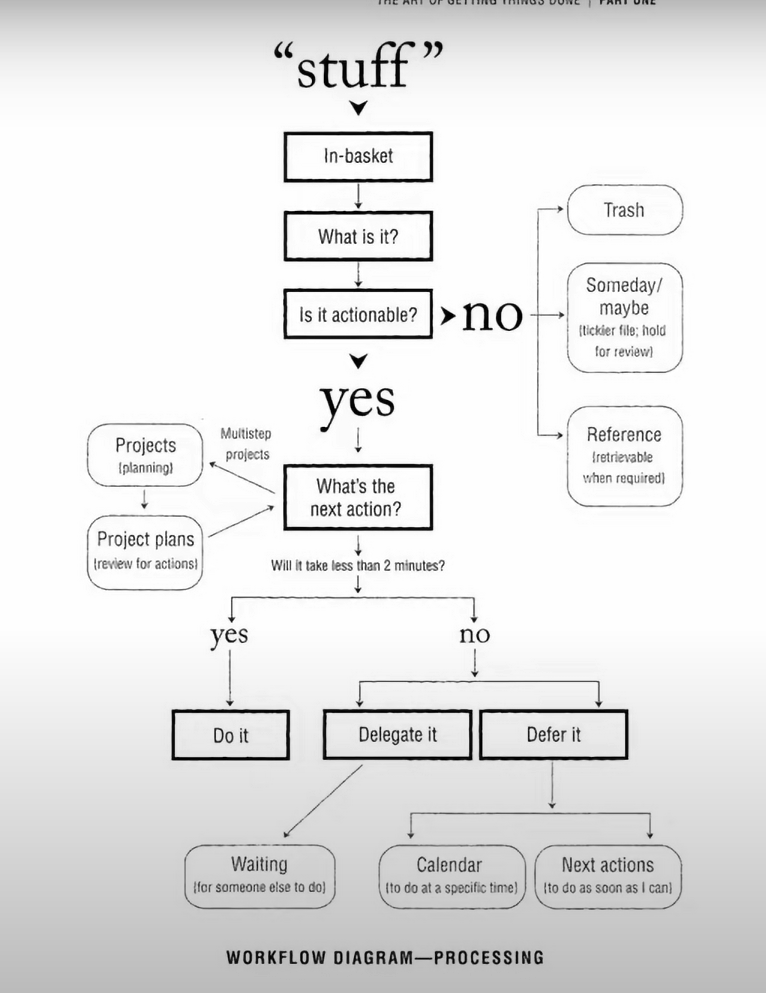 THE ART OF GETTING THINGS DONE | PART ONE
“stuff”
In-basket
What is it?
Is it actionable?
no
Trash
Someday/
maybe
(tickler file; hold
for review)
Reference
(retrievable
when required)
yes
Multistep
projects
Projects
(planning)
Project plans
(review for actions)
What's the
next action?
Will it take less than 2 minutes?
yes
no
Do it
Delegate it
Defer it
Waiting
(for someone else to do)
Calendar
(to do at a specific time)
Next actions
(to do as soon as I can)
WORKFLOW DIAGRAM—PROCESSING